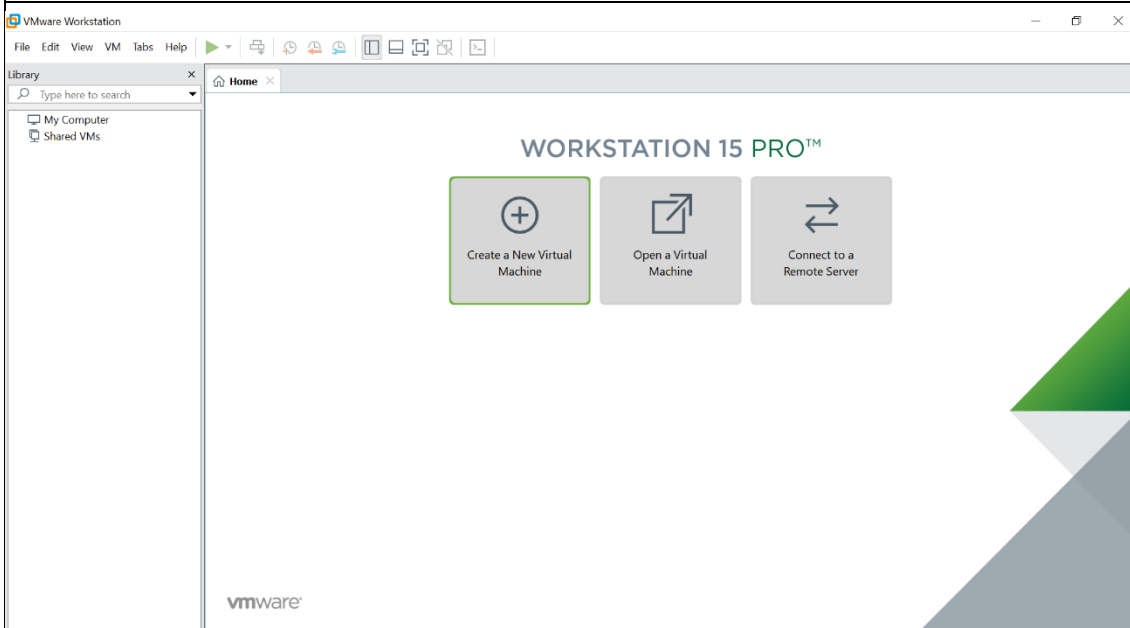 VMware Workstation
File Edit View VM Tabs Help
Library
Home
Type here to search
My Computer
Shared VMs
WORKSTATION 15 PRO™
Create a New Virtual
Machine
Open a Virtual
Machine
Connect to a
Remote Server
vmware®